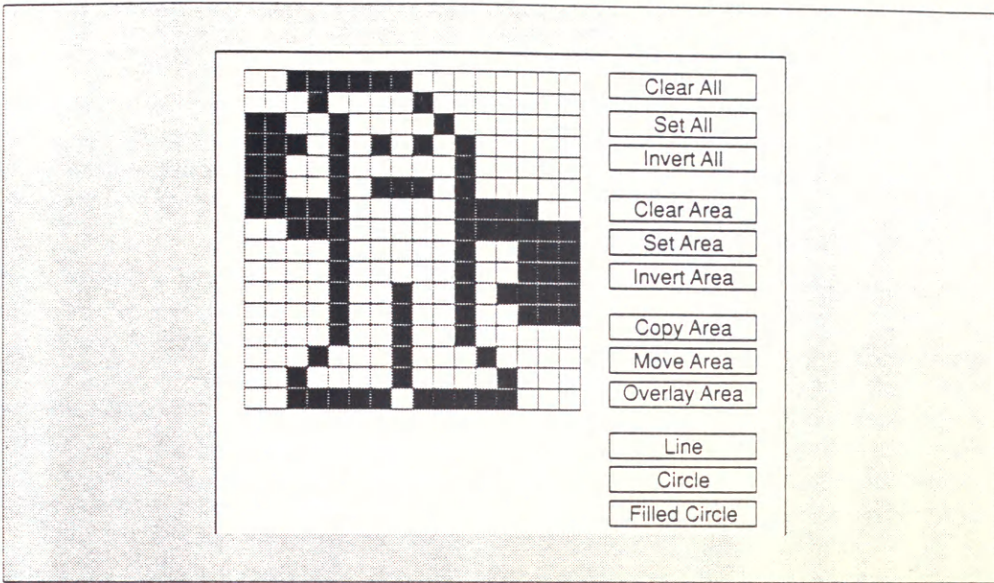 Clear All
Set All
Invert All
Clear Area
Set Area
Invert Area
Copy Area
Move Area
Overlay Area
Line
Circle
Filled Circle